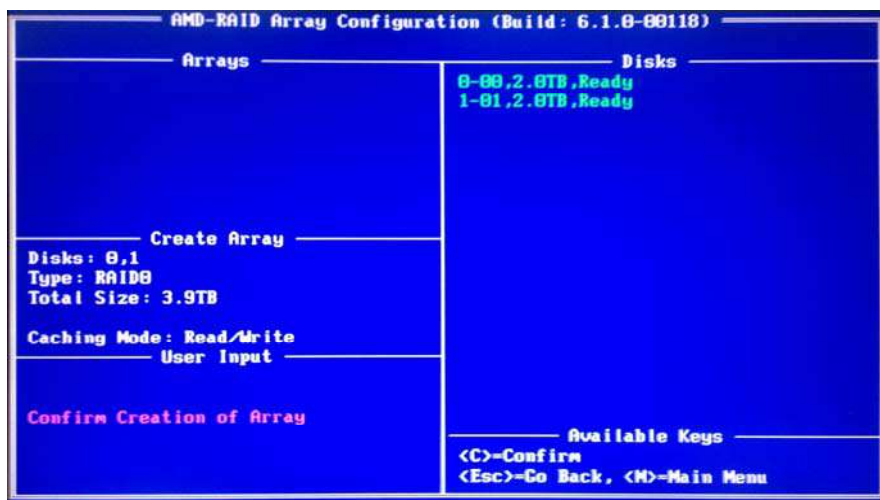 AMD-RAID Array Configuration (Build: 6.1.0-00118)
Arrays
Disks
0-00,2.0TB,Ready
1-01,2.0TB,Ready
Create Array
Disks: 0,1
Type: RAID0
Total Size: 3.9TB
Caching Mode: Read/Write
User Input
Confirm Creation of Array
Available Keys
<C>=Confirm
<Esc>=Go Back, <M>=Main Menu